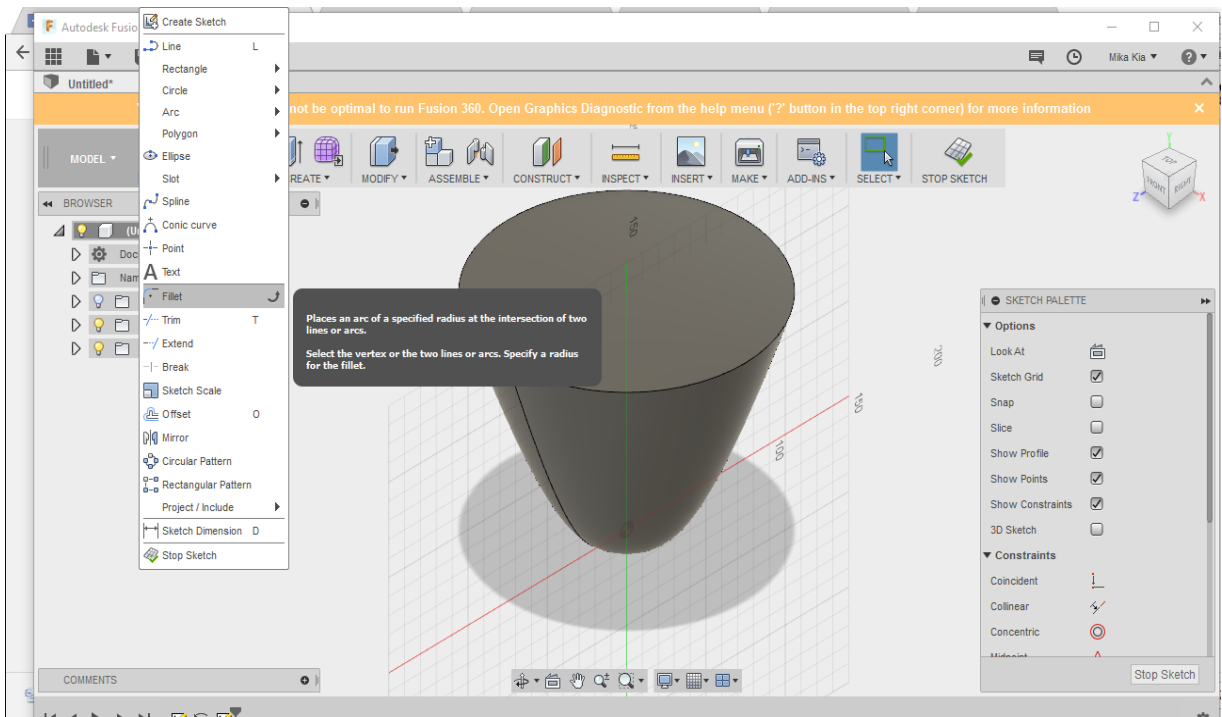 Autodesk Fusio
Mika Kia
Untitled*
not be optimal to run Fusion 360. Open Graphics Diagnostic from the help menu ('?' button in the top right corner) for more information
Create Sketch
Line L
Rectangle
Circle
Arc
Polygon
Ellipse
Slot
Spline
Conic curve
Point
Text
Fillet
Trim T
Extend
Break
Sketch Scale
Offset O
Mirror
Circular Pattern
Rectangular Pattern
Project / Include
Sketch Dimension D
Stop Sketch
MODEL
REATE
MODIFY
ASSEMBLE
CONSTRUCT
INSPECT
INSERT
MAKE
ADD-INS
SELECT
STOP SKETCH
TOP
FRONT
RIGHT
Z
X
Y
BROWSER
(Un
Doc
Nam
Places an arc of a specified radius at the intersection of two
lines or arcs.
Select the vertex or the two lines or arcs. Specify a radius
for the fillet.
150
200
150
100
SKETCH PALETTE
Options
Look At
Sketch Grid
Snap
Slice
Show Profile
Show Points
Show Constraints
3D Sketch
Constraints
Coincident
Collinear
Concentric
Midpoint
Stop Sketch
COMMENTS